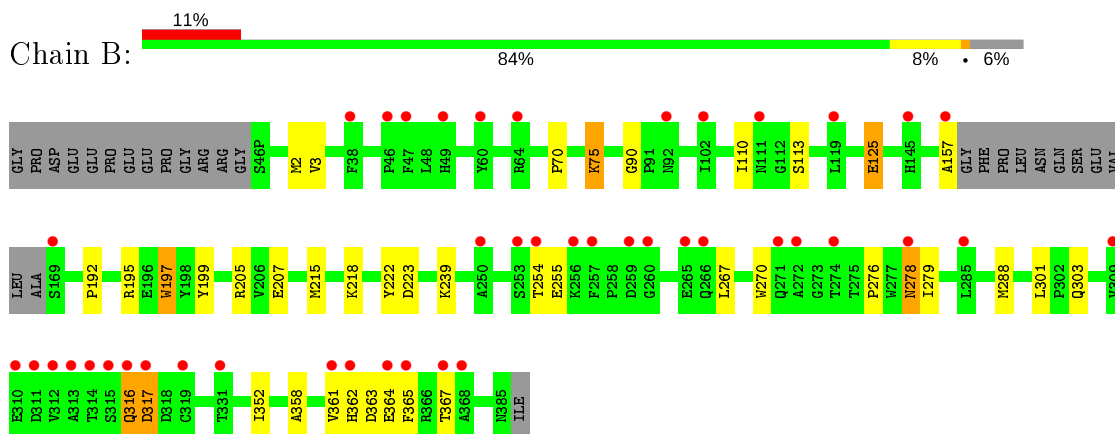 11%
Chain B:
84% 8% • 6%
GLY PRO ASP GLU GLU PRO GLU GLU PRO GLY ARG ARG GLY S46P M2 V3 F38 P46 F47 L48 H49 Y60 R64 P70 K75 G90 P91 N92 I102 I110 N111 G112 S113 L119 E125 H145 A157 GLY PHE PRO LEU ASN GLN SER GLU VAL
LEU ALA S169 P192 R195 E196 W197 Y198 Y199 R205 V206 E207 M215 K218 Y222 D223 K239 A250 S253 T254 E255 K256 F257 P258 D259 G260 E265 Q266 L267 W270 Q271 A272 G273 T274 T275 P276 W277 N278 I279 L285 M288 L301 P302 Q303 V309
E310 D311 V312 A313 T314 S315 Q316 D317 D318 C319 T331 I352 A358 V361 H362 D363 E364 F365 R366 T367 A368 N385 ILE